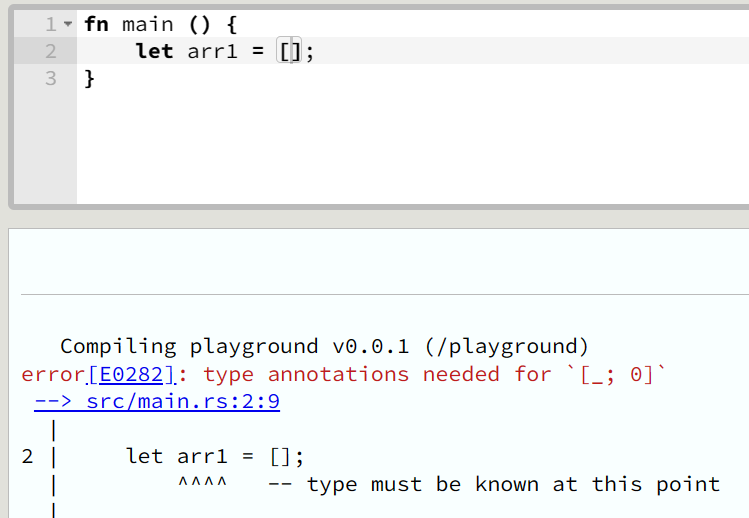 1 fn main () {
2     let arr1 = [];
3 }
   Compiling playground v0.0.1 (/playground)
error[E0282]: type annotations needed for `[_; 0]`
 --> src/main.rs:2:9
  |
2 |     let arr1 = [];
  |         ^^^^   -- type must be known at this point
  |